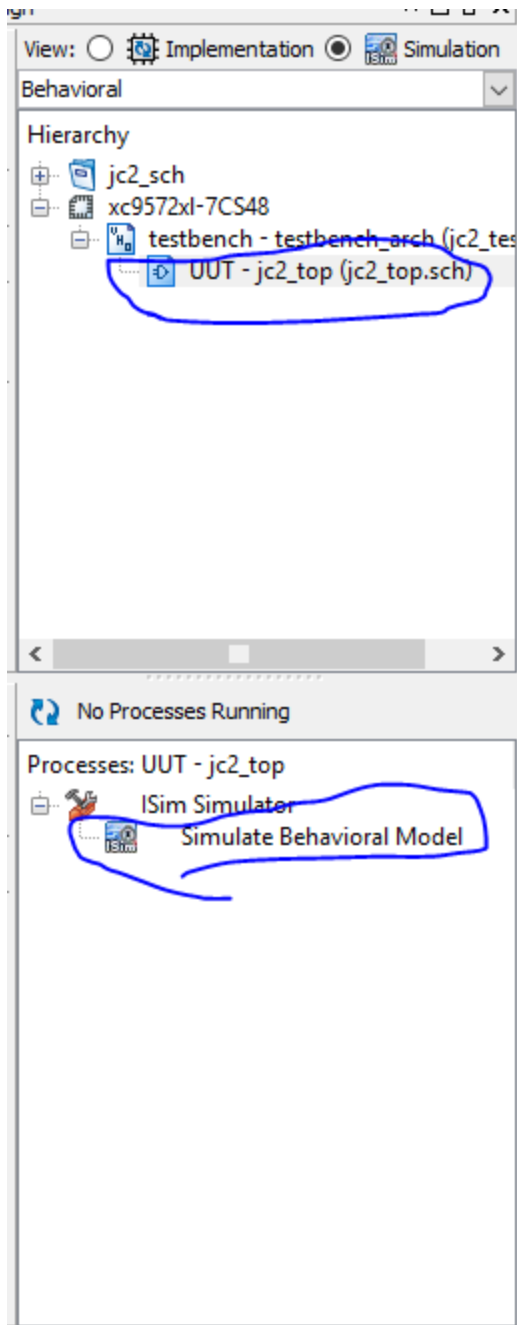 View: Implementation Simulation
Behavioral
Hierarchy
jc2_sch
xc9572xl-7CS48
testbench - testbench_arch (jc2_tes
UUT - jc2_top (jc2_top.sch)
No Processes Running
Processes: UUT - jc2_top
ISim Simulator
Simulate Behavioral Model